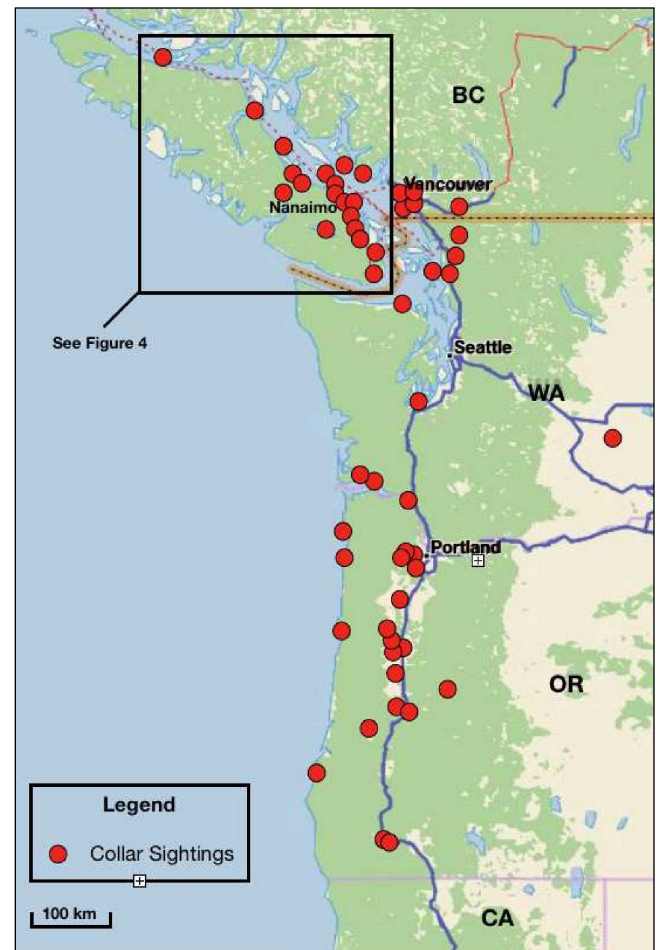 BC
Vancouver
Nanaimo
See Figure 4
Seattle
WA
Portland
OR
Legend
Collar Sightings
100 km
CA